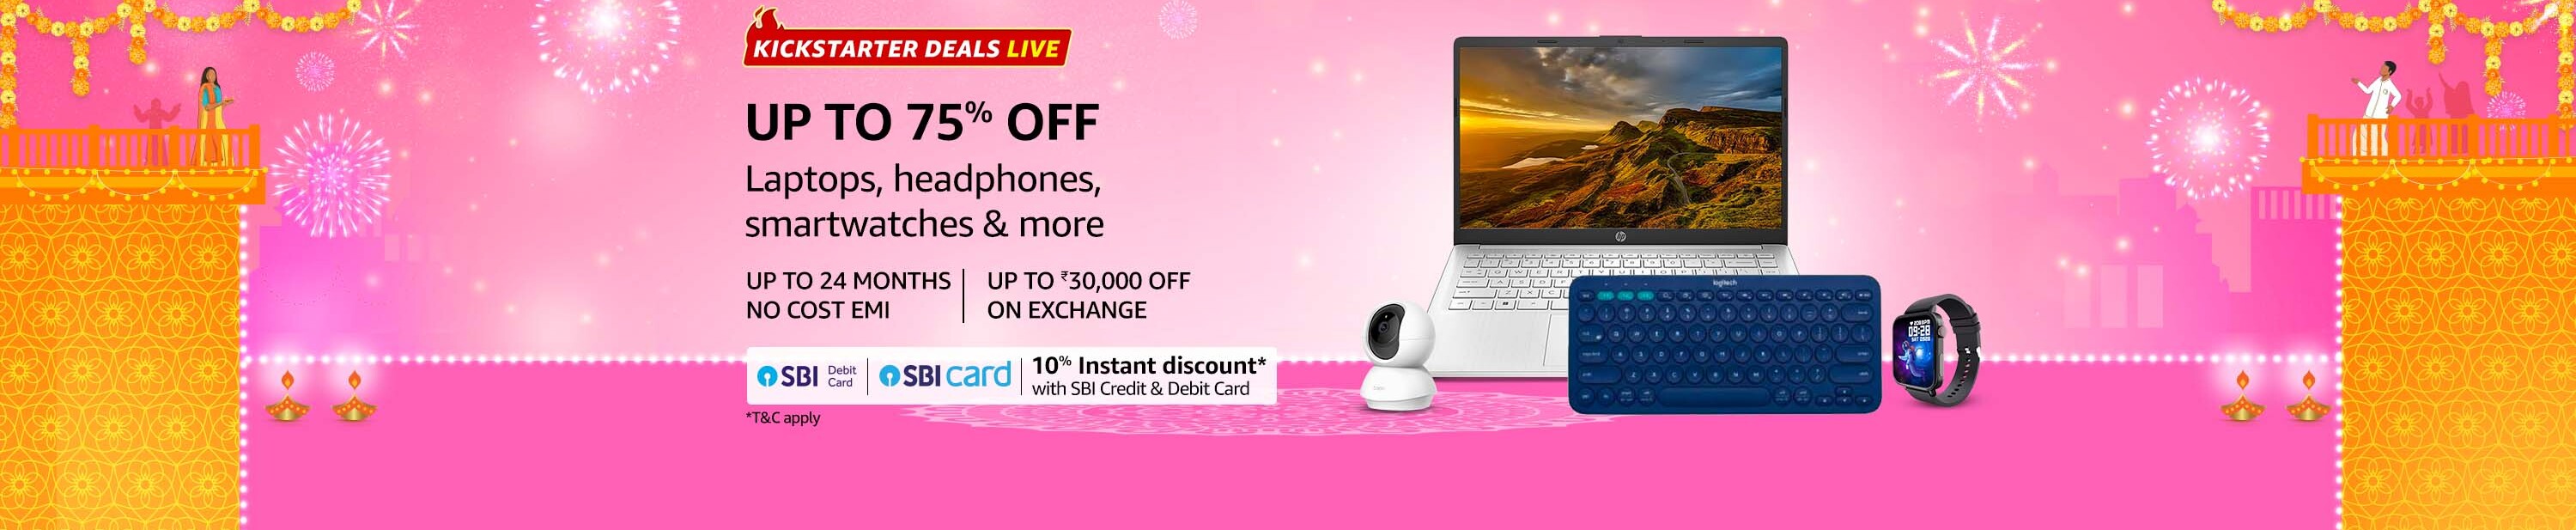 KICKSTARTER DEALS LIVE
UP TO 75% OFF
Laptops, headphones,
smartwatches & more
UP TO 24 MONTHS
NO COST EMI
UP TO ₹30,000 OFF
ON EXCHANGE
SBI Debit Card
SBI card
10% Instant discount*
with SBI Credit & Debit Card
*T&C apply
hp
logitech
09:28